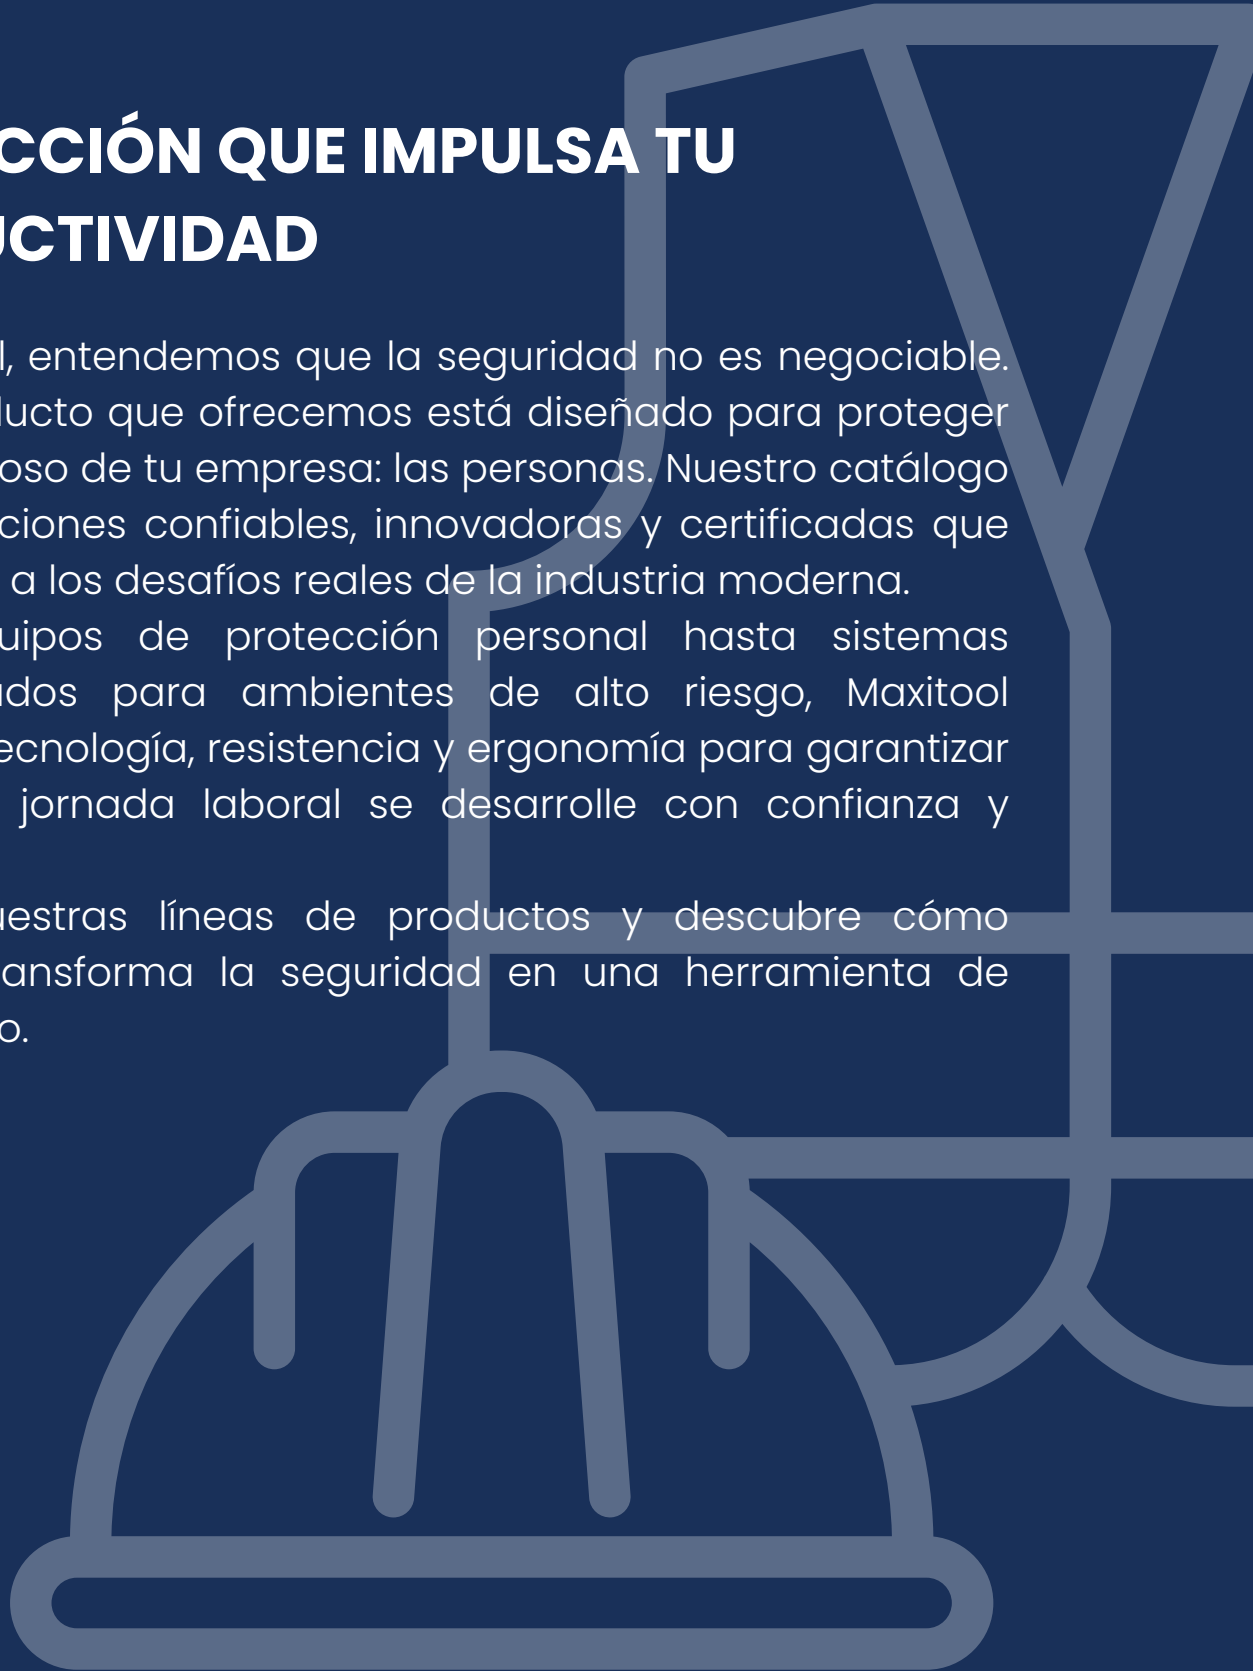 CCIÓN QUE IMPULSA TU
UCTIVIDAD
l, entendemos que la seguridad no es negociable.
ducto que ofrecemos está diseñado para proteger
oso de tu empresa: las personas. Nuestro catálogo
ciones confiables, innovadoras y certificadas que
a los desafíos reales de la industria moderna.
uipos de protección personal hasta sistemas
ados para ambientes de alto riesgo, Maxitool
ecnología, resistencia y ergonomía para garantizar
jornada laboral se desarrolle con confianza y
uestras líneas de productos y descubre cómo
ansforma la seguridad en una herramienta de
o.